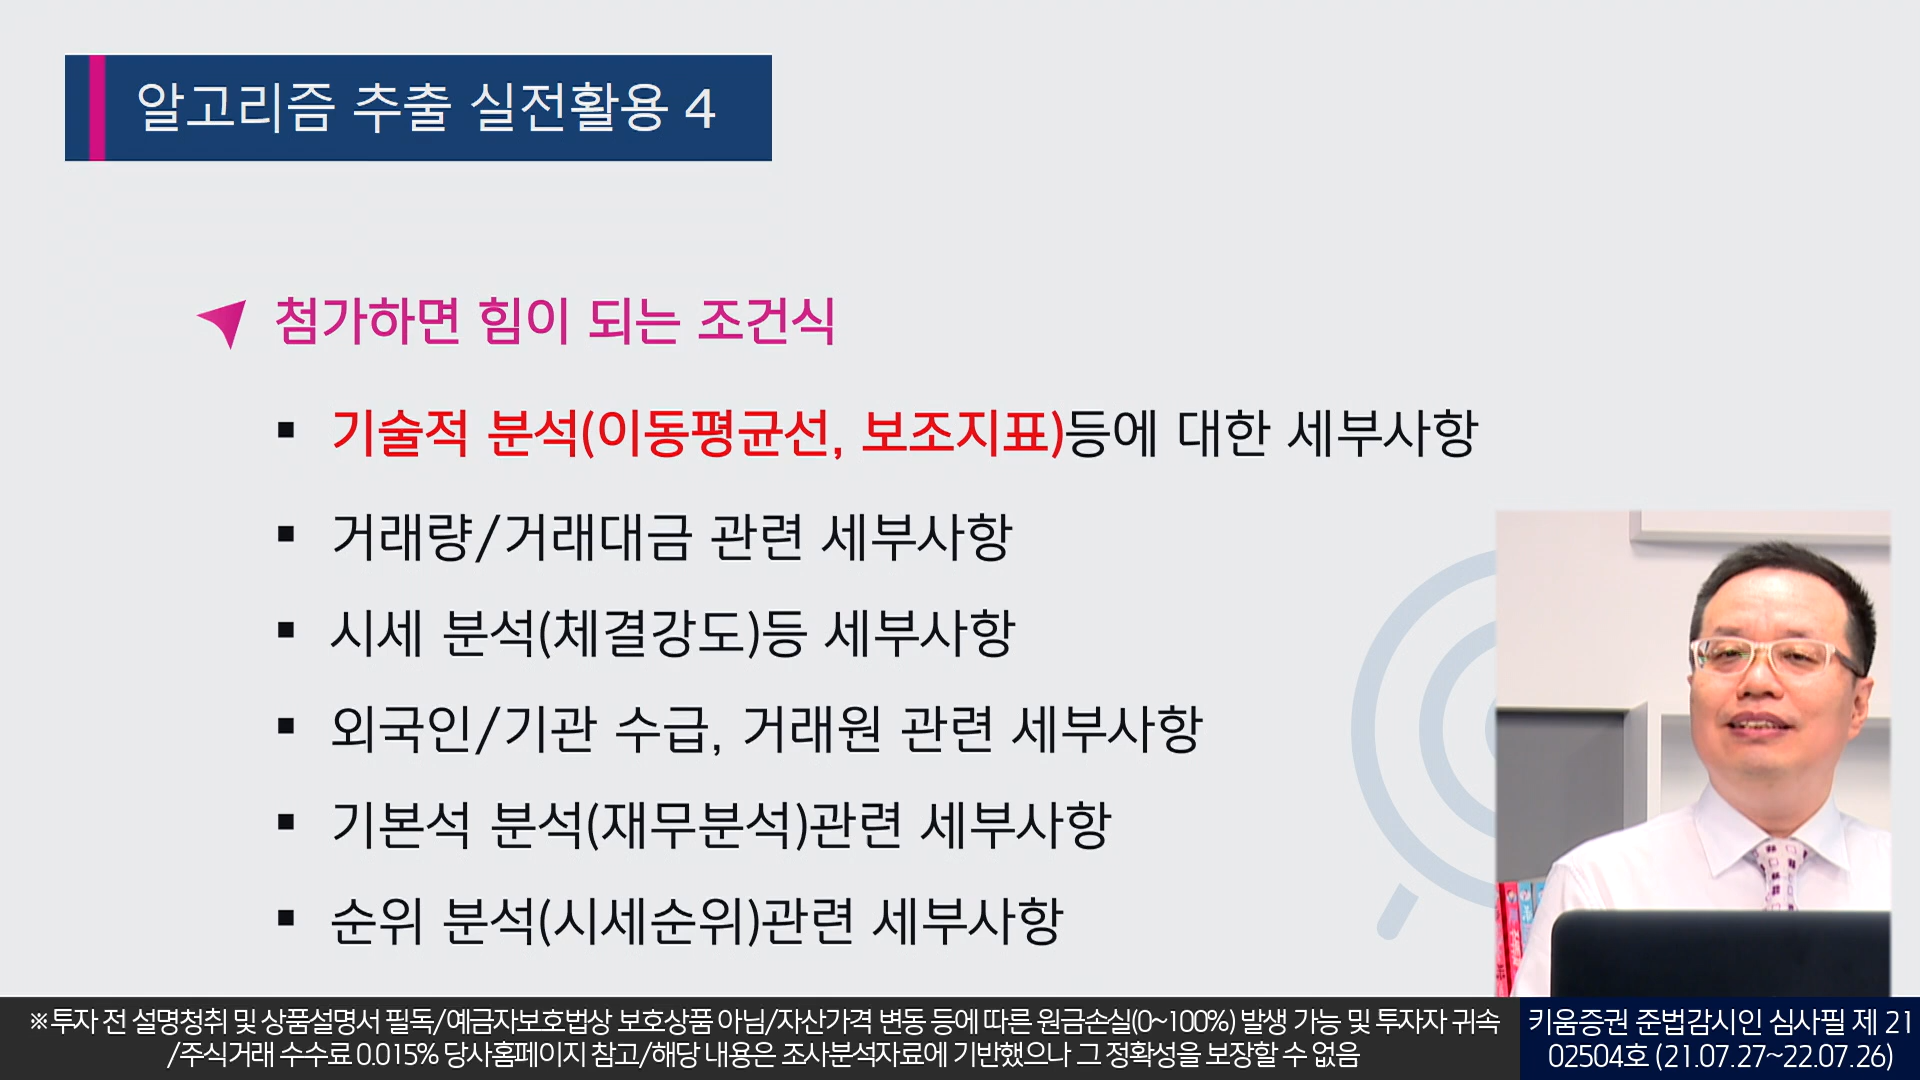 알고리즘 추출 실전활용 4
첨가하면 힘이 되는 조건식
▪ 기술적 분석(이동평균선, 보조지표)등에 대한 세부사항
▪ 거래량/거래대금 관련 세부사항
▪ 시세 분석(체결강도)등 세부사항
▪ 외국인/기관 수급, 거래원 관련 세부사항
▪ 기본석 분석(재무분석)관련 세부사항
▪ 순위 분석(시세순위)관련 세부사항
※투자 전 설명청취 및 상품설명서 필독/예금자보호법상 보호상품 아님/자산가격 변동 등에 따른 원금손실(0~100%) 발생 가능 및 투자자 귀속
/주식거래 수수료 0.015% 당사홈페이지 참고/해당 내용은 조사분석자료에 기반했으나 그 정확성을 보장할 수 없음
키움증권 준법감시인 심사필 제 21
02504호 (21.07.27~22.07.26)